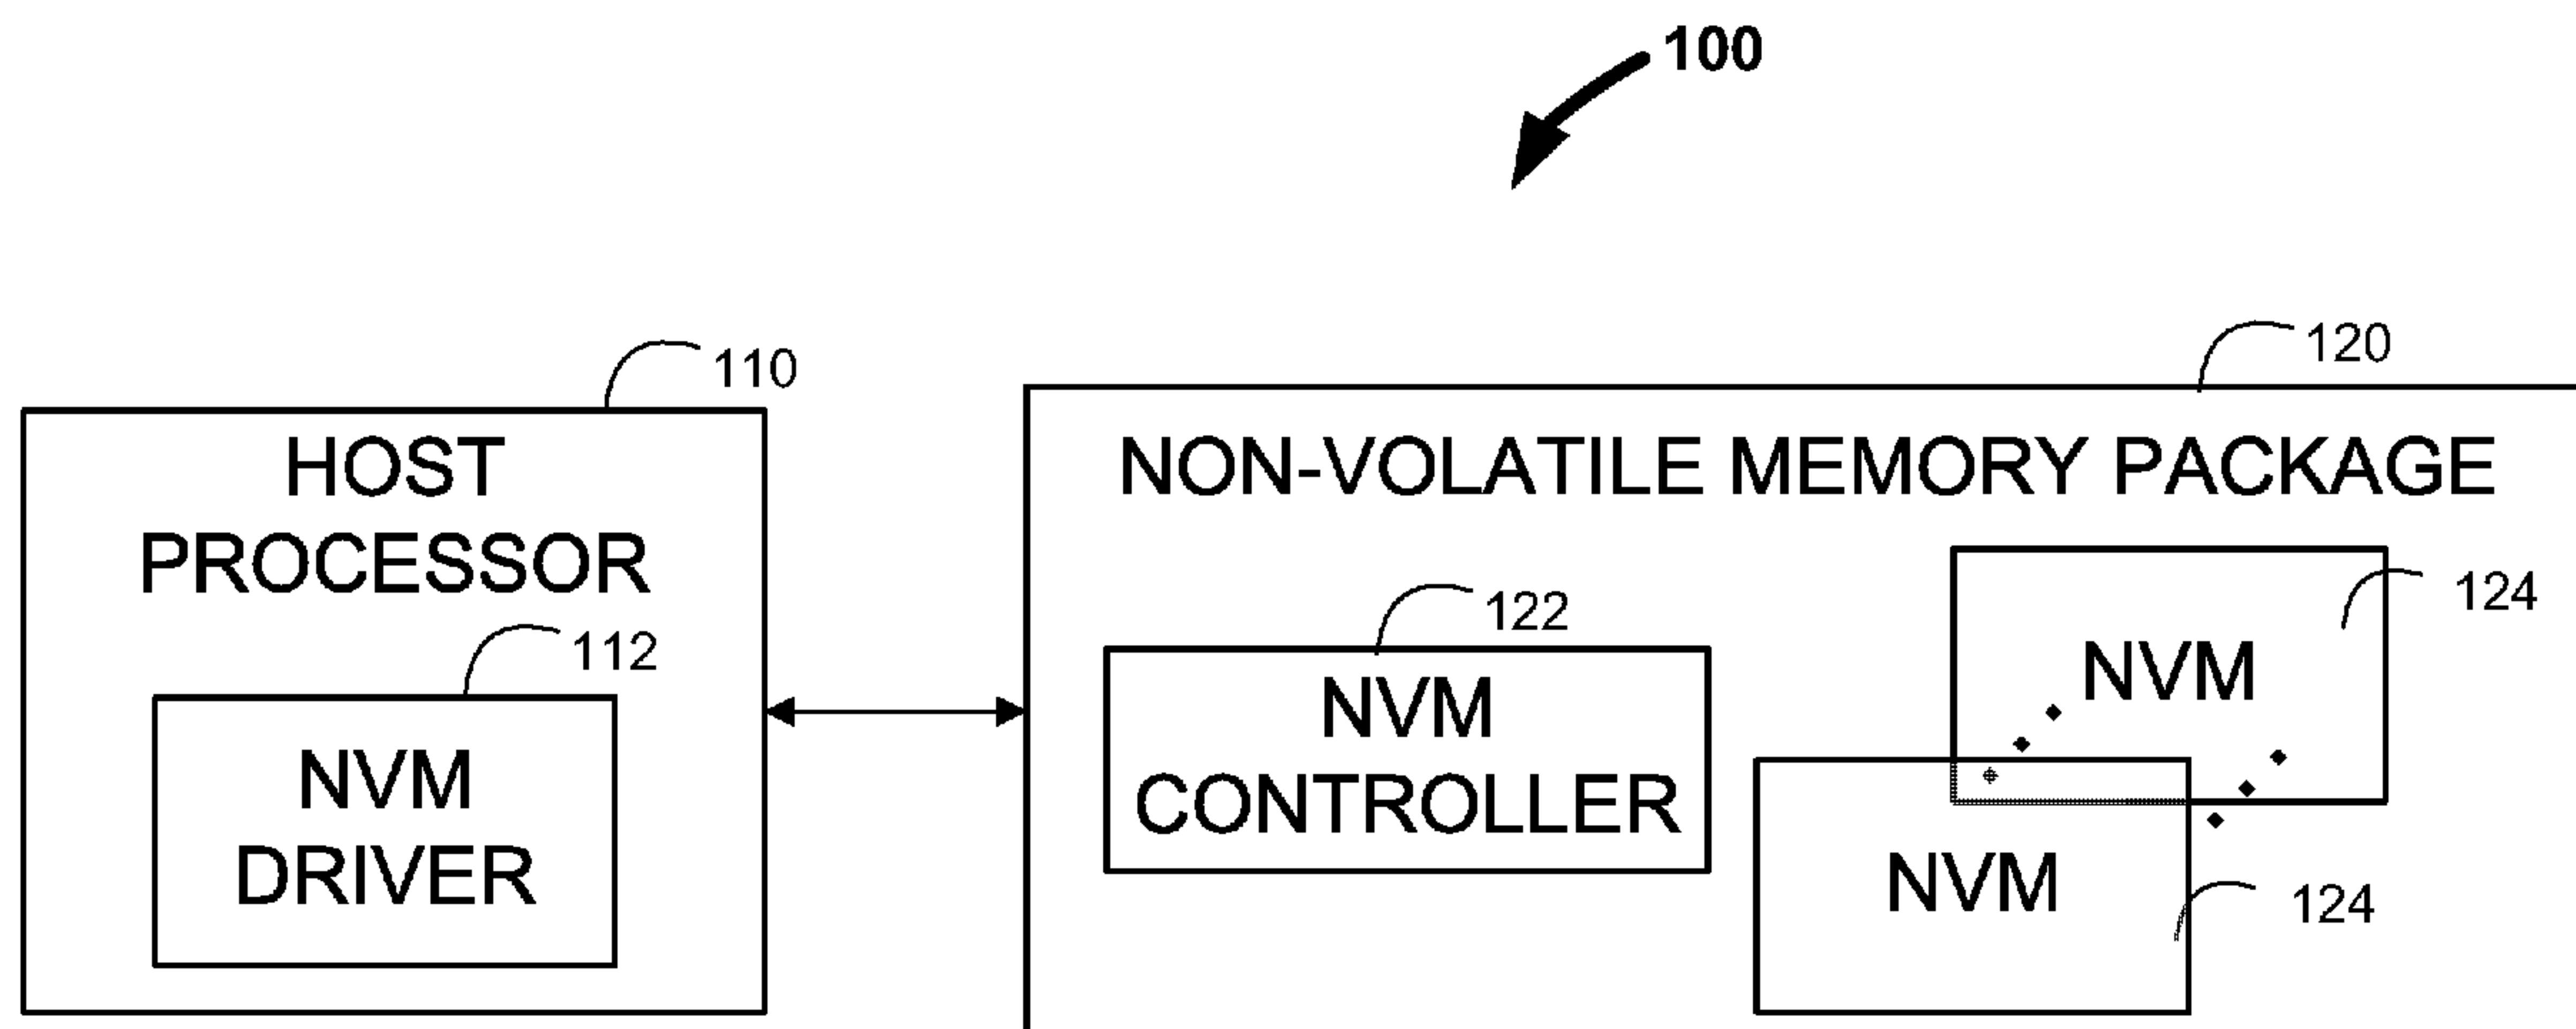 100
110
HOST
PROCESSOR
112
NVM
DRIVER
120
NON-VOLATILE MEMORY PACKAGE
122
NVM
CONTROLLER
124
NVM
NVM
124